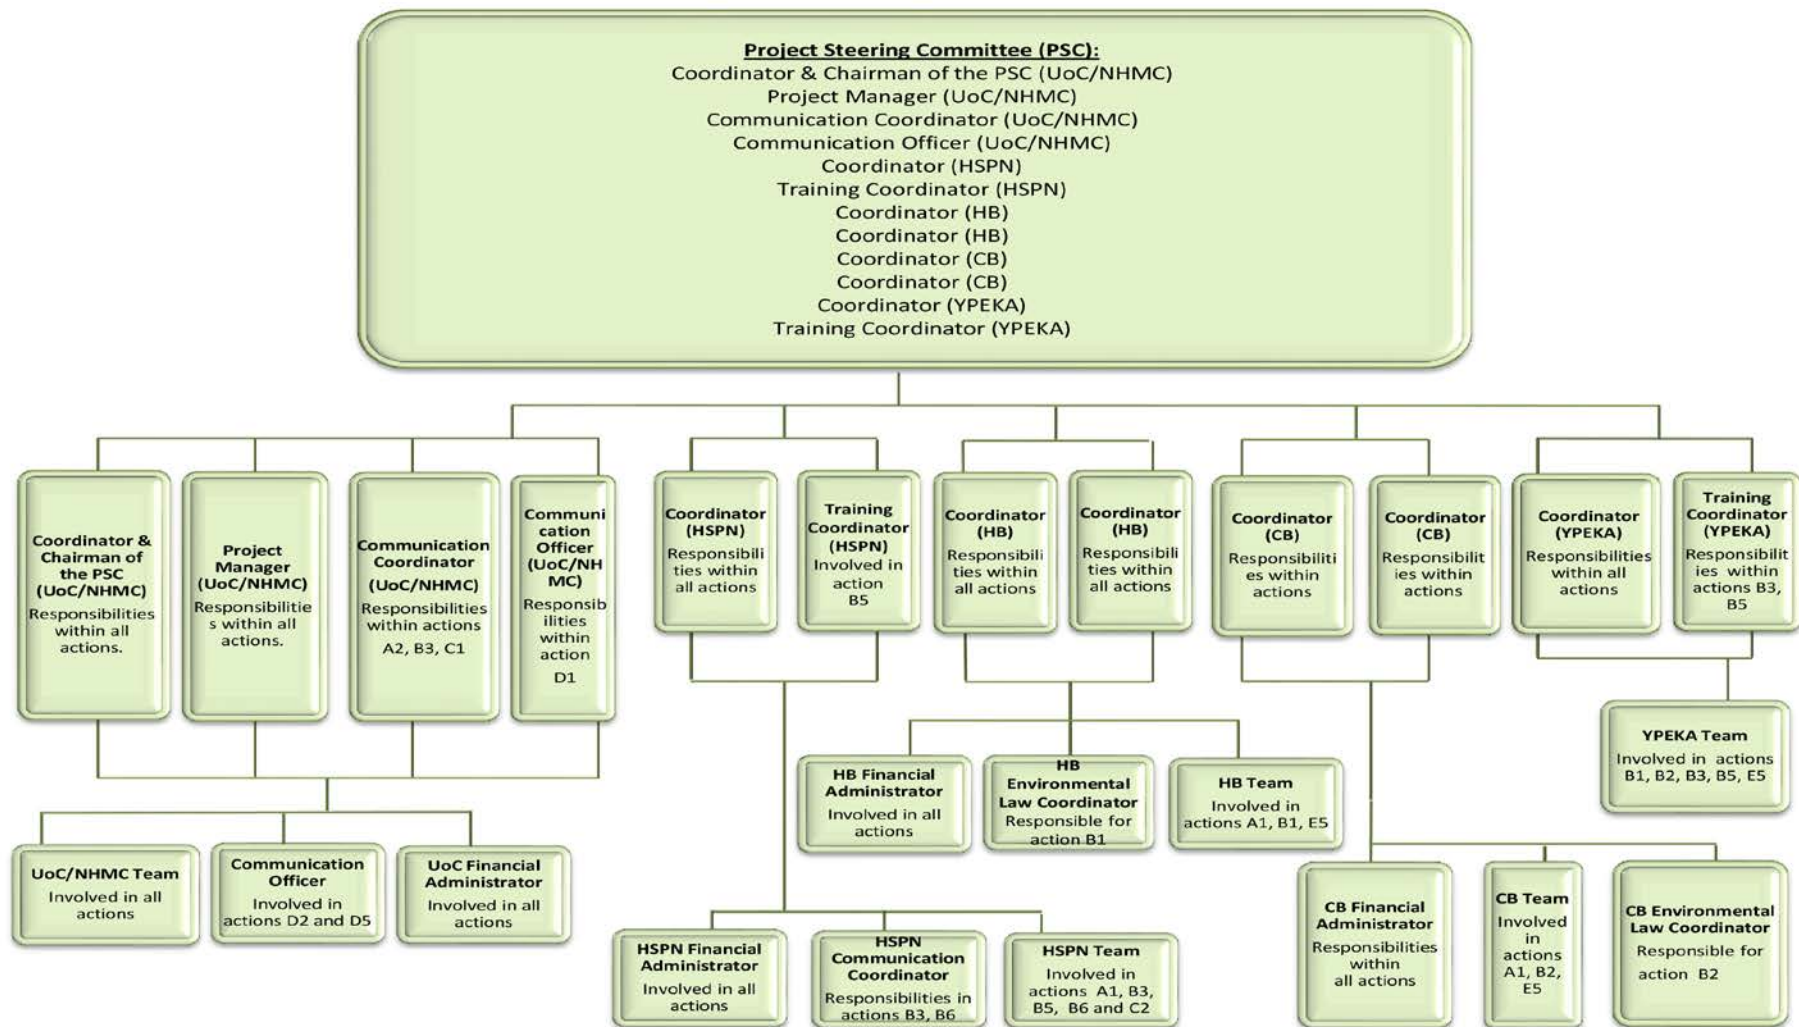 Project Steering Committee (PSC):
Coordinator & Chairman of the PSC (UoC/NHMC)
Project Manager (UoC/NHMC)
Communication Coordinator (UoC/NHMC)
Communication Officer (UoC/NHMC)
Coordinator (HSPN)
Training Coordinator (HSPN)
Coordinator (HB)
Coordinator (HB)
Coordinator (CB)
Coordinator (CB)
Coordinator (YPEKA)
Training Coordinator (YPEKA)
Coordinator &
Chairman of
the PSC
(UoC/NHMC)
Responsibilities
within all
actions.
Project
Manager
(UoC/NHMC)
Responsibilitie
s within all
actions.
Communication
Coordinator
(UoC/NHMC)
Responsibilities
within actions
A2, B3, C1
Communi
cation
Officer
(UoC/NH
MC)
Responsib
ilities
within
action
D1
Coordinator
(HSPN)
Responsibili
ties within
all actions
Training
Coordinator
(HSPN)
Involved in
action
B5
Coordinator
(HB)
Responsibili
ties within
all actions
Coordinator
(HB)
Responsibili
ties within
all actions
Coordinator
(CB)
Responsibiliti
es within
actions
Coordinator
(CB)
Responsibilit
ies within
actions
Coordinator
(YPEKA)
Responsibilities
within all
actions
Training
Coordinator
(YPEKA)
Responsibilit
ies within
actions B3,
B5
UoC/NHMC Team
Involved in all
actions
Communication
Officer
Involved in
actions D2 and D5
UoC Financial
Administrator
Involved in all
actions
HSPN Financial
Administrator
Involved in all
actions
HSPN
Communication
Coordinator
Responsibilities in
actions B3, B6
HSPN Team
Involved in
actions A1, B3,
B5, B6 and C2
HB Financial
Administrator
Involved in all
actions
HB
Environmental
Law Coordinator
Responsible for
action B1
HB Team
Involved in
actions A1, B1, E5
CB Financial
Administrator
Responsibilities
within
all actions
CB Team
Involved
in
actions
A1, B2,
E5
CB Environmental
Law Coordinator
Responsible for
action B2
YPEKA Team
Involved in actions
B1, B2, B3, B5, E5